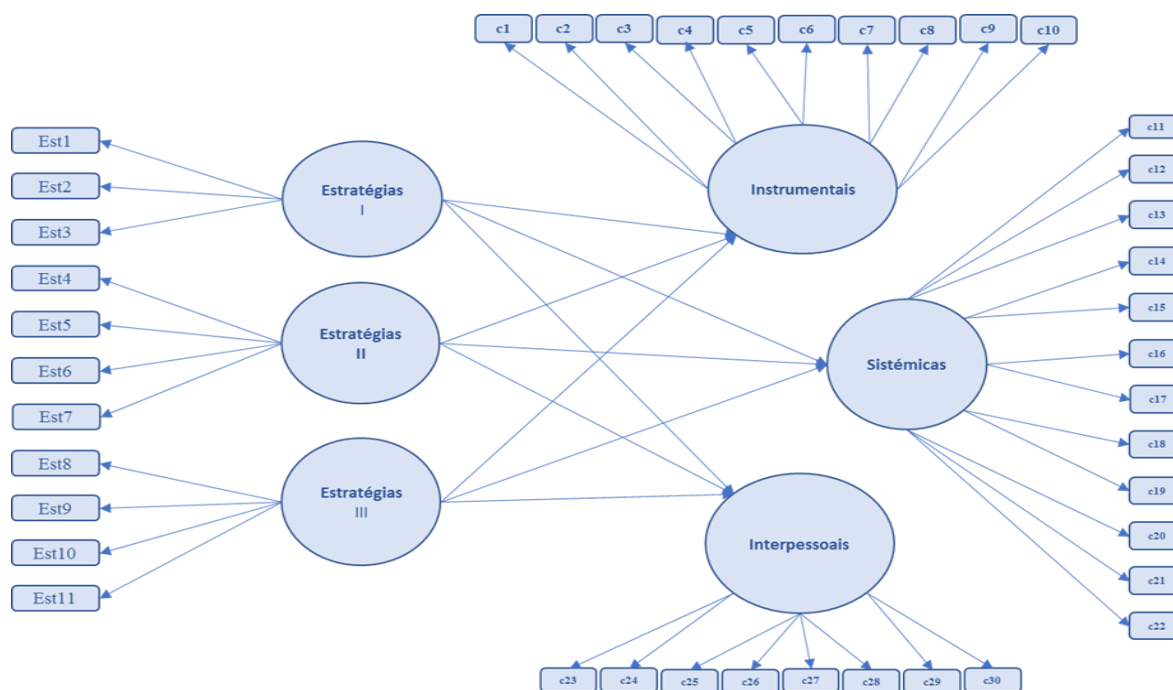 c1 c2 c3 c4 c5 c6 c7 c8 c9 c10
Est1
Est2
Est3
Est4
Est5
Est6
Est7
Est8
Est9
Est10
Est11
Estratégias
I
Estratégias
II
Estratégias
III
Instrumentais
Sistémicas
Interpessoais
c11
c12
c13
c14
c15
c16
c17
c18
c19
c20
c21
c22
c23 c24 c25 c26 c27 c28 c29 c30